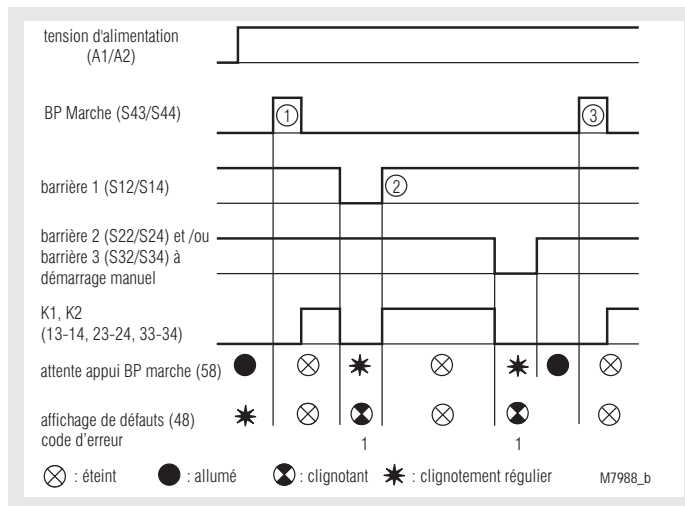 tension d'alimentation
(A1/A2)
BP Marche (S43/S44)
1
3
barrière 1 (S12/S14)
2
barrière 2 (S22/S24) et /ou
barrière 3 (S32/S34) à
démarrage manuel
K1, K2
(13-14, 23-24, 33-34)
attente appui BP marche (58)
affichage de défauts (48)
code d'erreur
1
1
: éteint
: allumé
: clignotant
: clignotement régulier
M7988_b